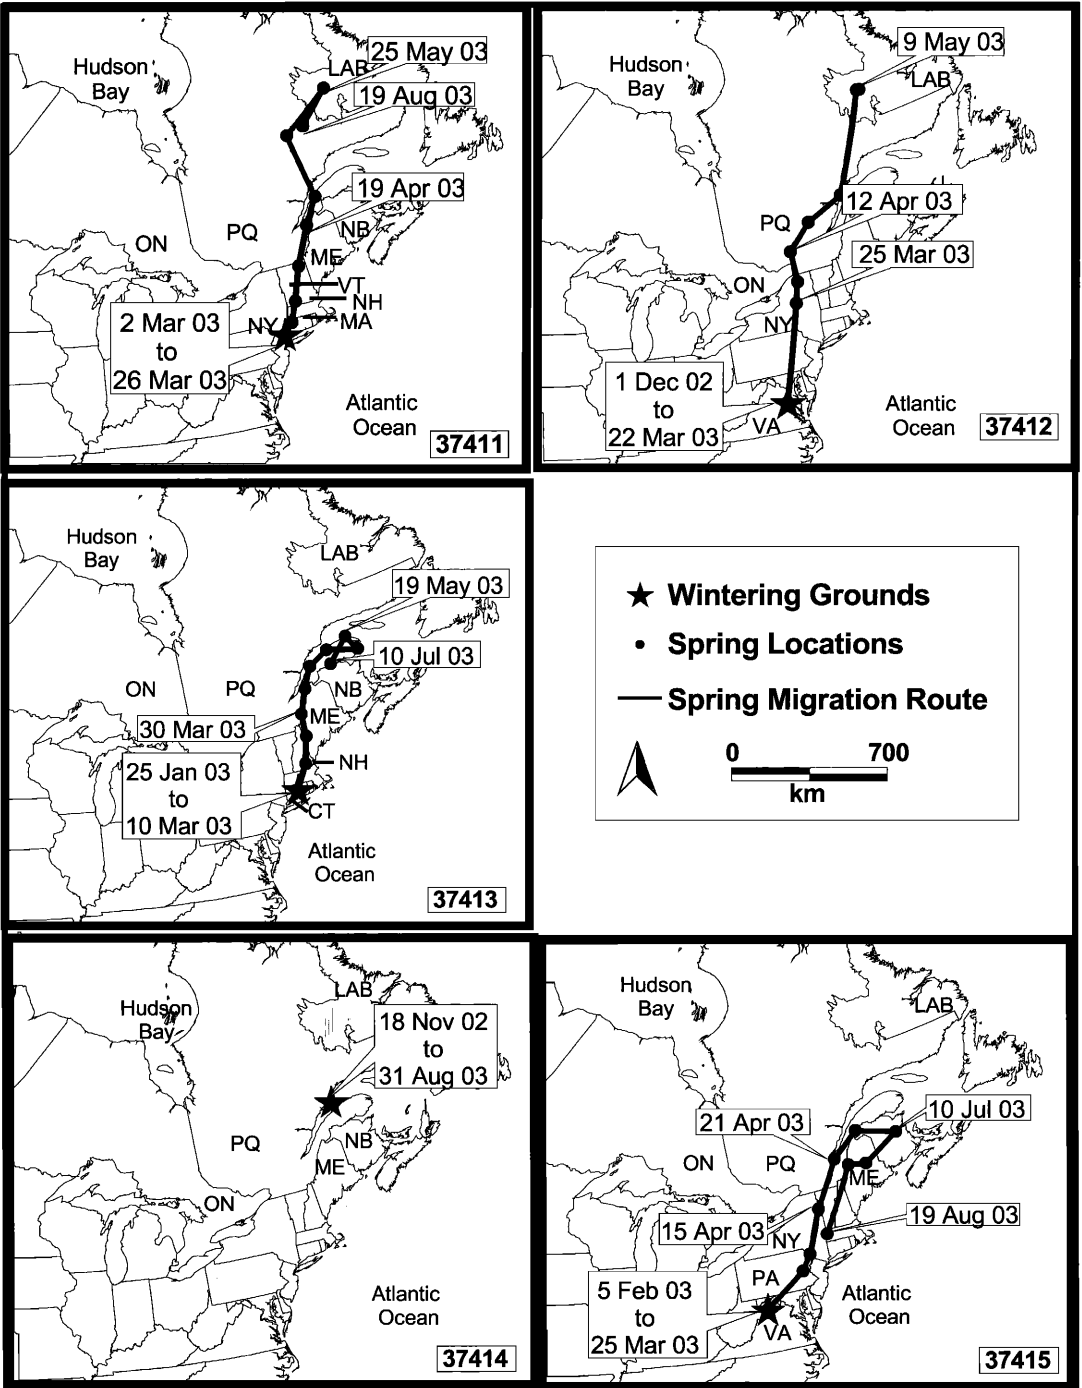 25 May 03
LAB
19 Aug 03
Hudson
Bay
19 Apr 03
PQ
NB
ON
ME
VT
NH
MA
NY
2 Mar 03
to
26 Mar 03
Atlantic
Ocean
37411
9 May 03
LAB
Hudson
Bay
12 Apr 03
PQ
25 Mar 03
ON
NY
1 Dec 02
to
22 Mar 03
VA
Atlantic
Ocean
37412
Hudson
Bay
LAB
19 May 03
10 Jul 03
ON
PQ
NB
ME
30 Mar 03
NH
25 Jan 03
to
10 Mar 03
CT
Atlantic
Ocean
37413
Wintering Grounds
Spring Locations
Spring Migration Route
0 700
km
LAB
Hudson
Bay
18 Nov 02
to
31 Aug 03
PQ
NB
ME
ON
Atlantic
Ocean
37414
Hudson
Bay
LAB
21 Apr 03
10 Jul 03
ON
PQ
ME
15 Apr 03
19 Aug 03
NY
PA
5 Feb 03
to
25 Mar 03
VA
Atlantic
Ocean
37415